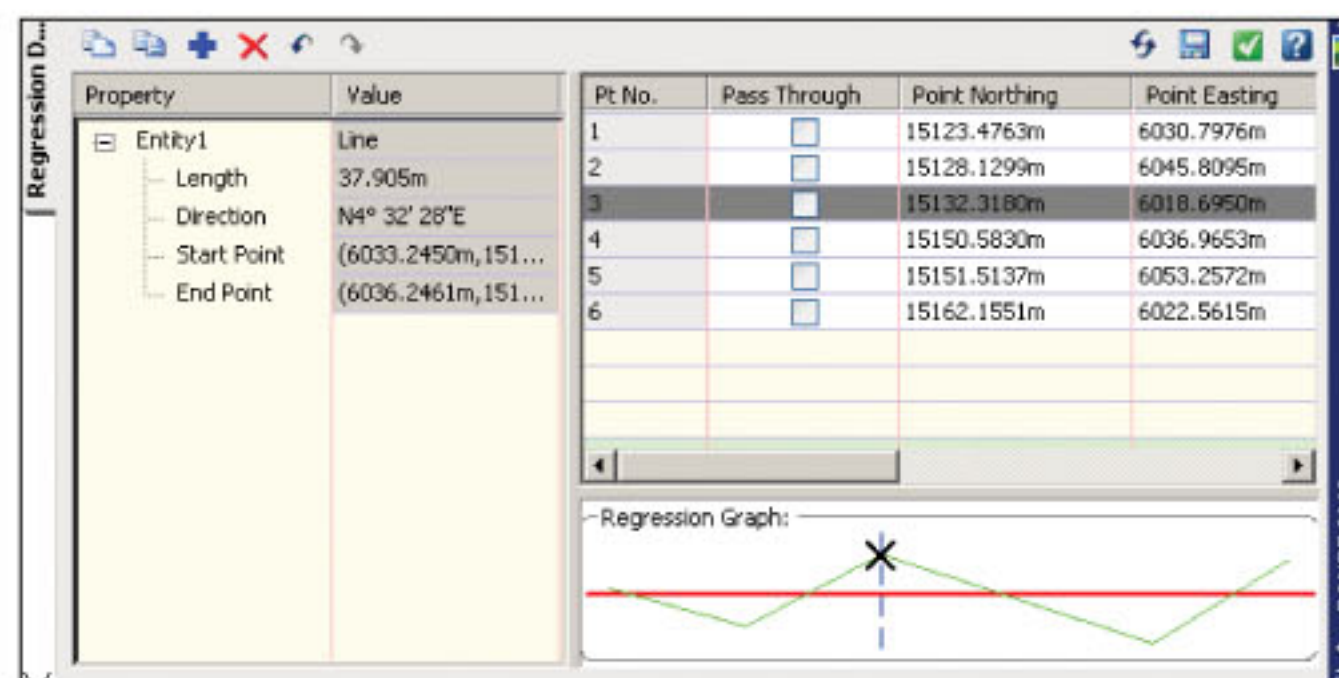 Regression D...
Property Value
Entity1 Line
Length 37.905m
Direction N4° 32' 28"E
Start Point (6033.2450m,151...
End Point (6036.2461m,151...
Pt No. Pass Through Point Northing Point Easting
1 15123.4763m 6030.7976m
2 15128.1299m 6045.8095m
3 15132.3180m 6018.6950m
4 15150.5830m 6036.9653m
5 15151.5137m 6053.2572m
6 15162.1551m 6022.5615m
Regression Graph: